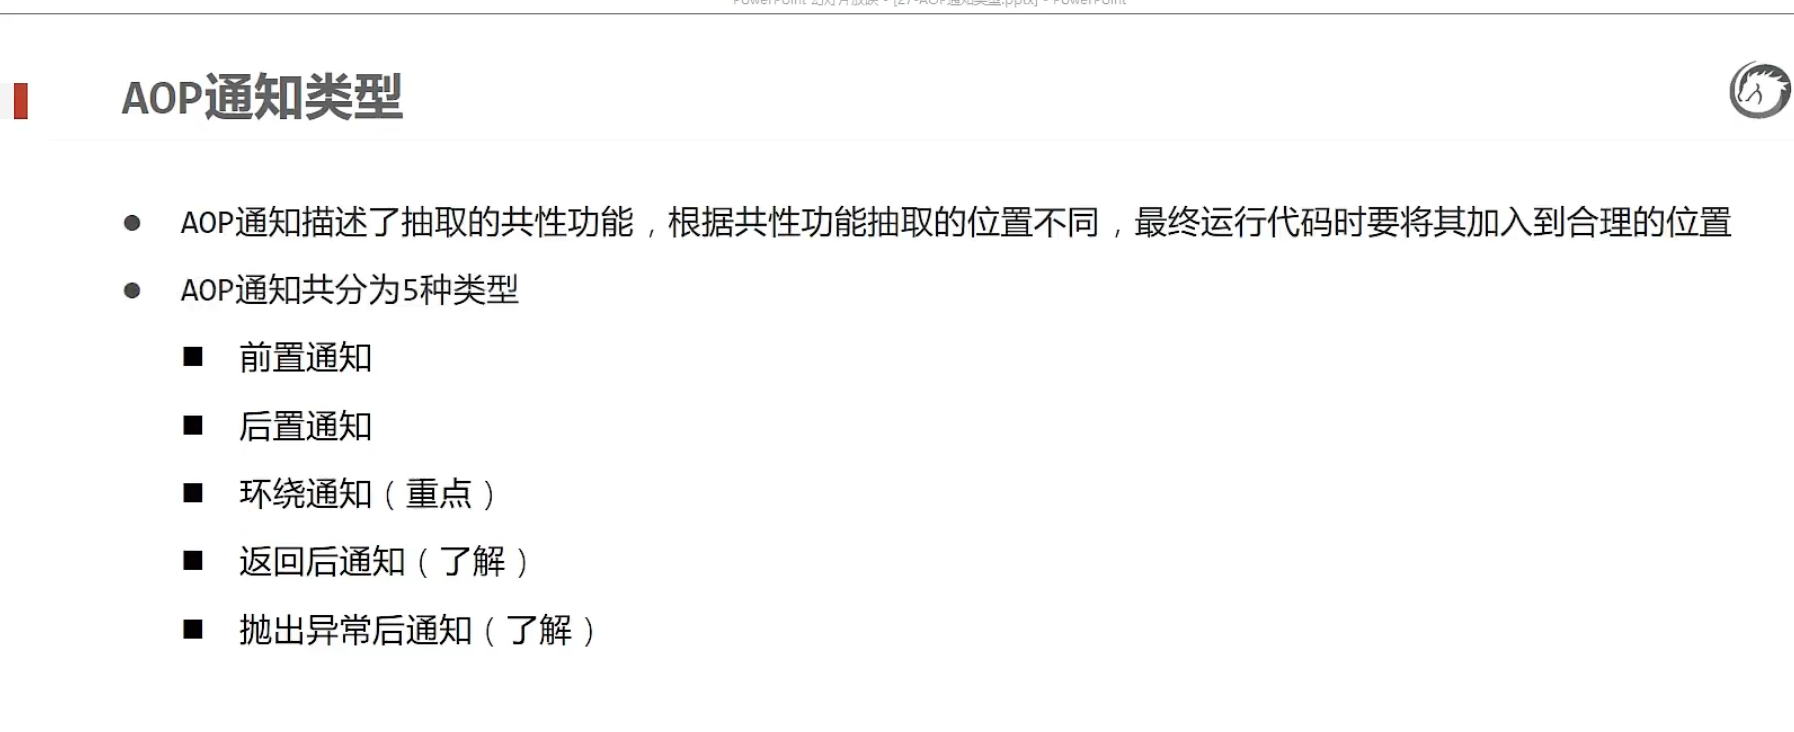 PowerPoint 幻灯片放映 - [27-AOP通知类型.pptx] - PowerPoint
AOP通知类型
AOP通知描述了抽取的共性功能，根据共性功能抽取的位置不同，最终运行代码时要将其加入到合理的位置
AOP通知共分为5种类型
前置通知
后置通知
环绕通知（重点）
返回后通知（了解）
抛出异常后通知（了解）